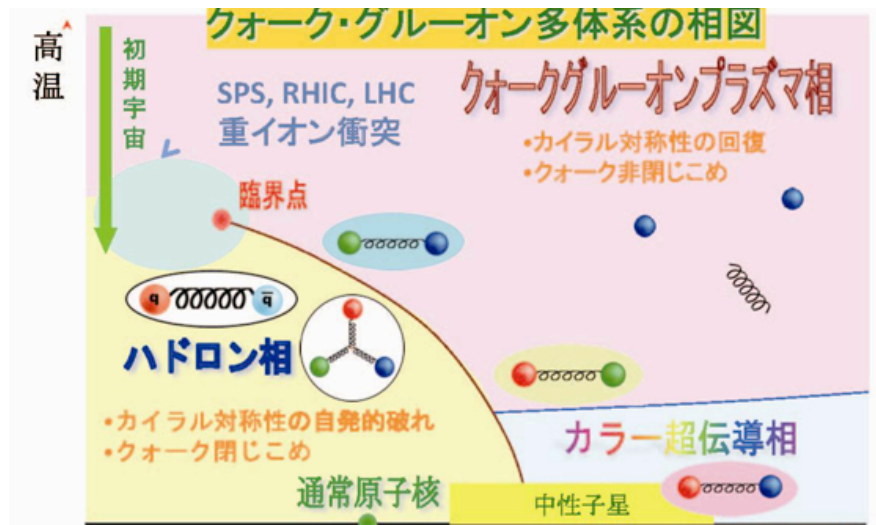 クォーク・グルーオン多体系の相図
高温
初期宇宙
SPS, RHIC, LHC
重イオン衝突
クォークグルーオンプラズマ相
•カイラル対称性の回復
•クォーク非閉じこめ
臨界点
q q̄
ハドロン相
•カイラル対称性の自発的破れ
•クォーク閉じこめ
カラー超伝導相
通常原子核
中性子星